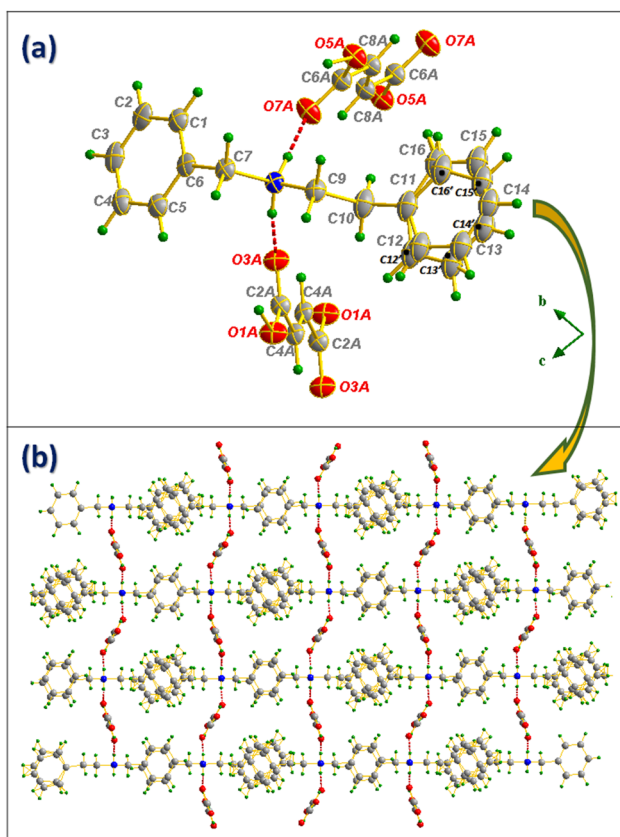 (a)
O5A
C8A
O7A
C6A
C6A
O7A
O5A
C8A
C2
C1
C3
C7
C6
C4
C5
C9
C10
C16
C15
C11
C16'
C15'
C14
C14'
C12
C13
C12'
C13'
O3A
C2A
C4A
O1A
O1A
C4A
C2A
O3A
b
c
(b)